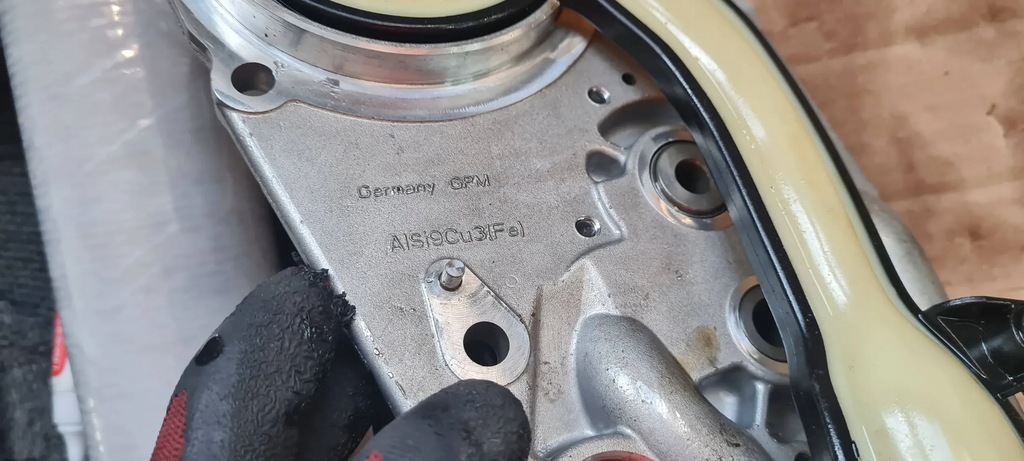 Germany GPM
AlSi9Cu3(Fe)